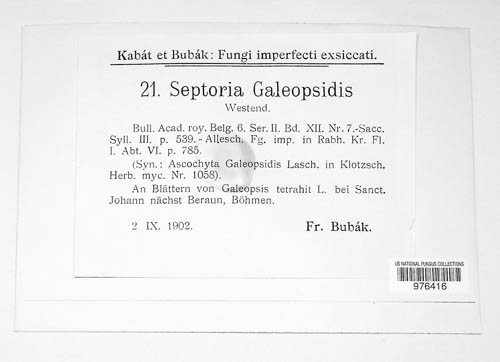 Kabát et Bubák: Fungi imperfecti exsiccati.
21. Septoria Galeopsidis
Westend.
Bull. Acad. roy. Belg. 6. Ser. II. Bd. XII. Nr. 7.-Sacc.
Syll. III. p. 539. - Allesch. Fg. imp. in Rabh. Kr. Fl.
I. Abt. VI. p. 785.
(Syn.: Ascochyta Galeopsidis Lasch. in Klotzsch.
Herb. myc. Nr. 1058).
An Blättern von Galeopsis tetrahit L. bei Sanct.
Johann nächst Beraun, Böhmen.
2 IX. 1902. Fr. Bubák.
US NATIONAL FUNGUS COLLECTIONS
976416